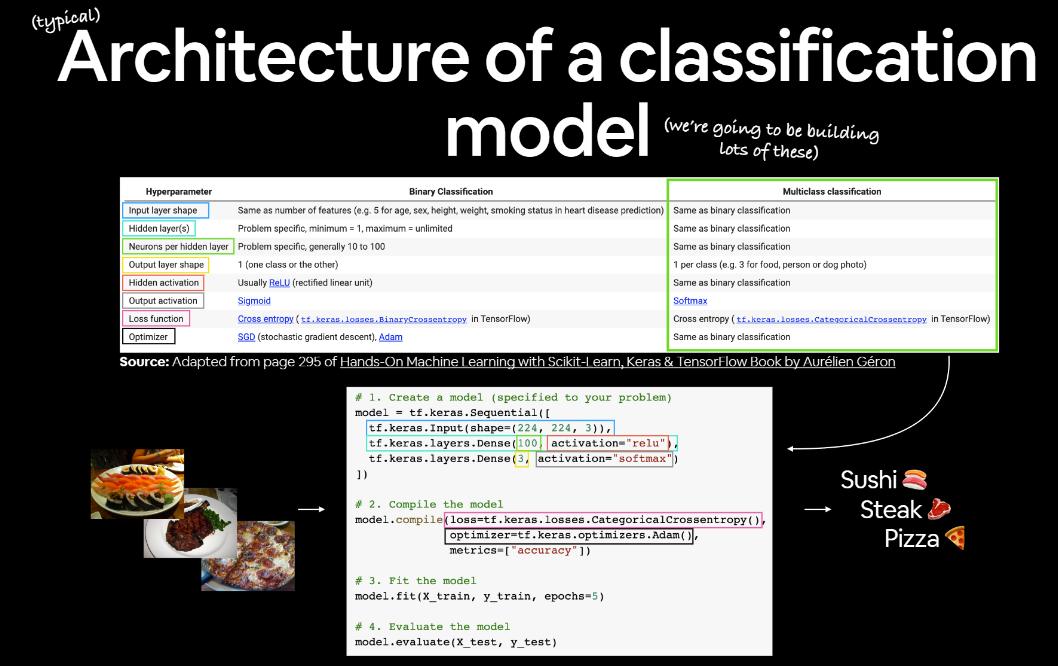 (typical)
Architecture of a classification
model
(we're going to be building
lots of these)
Hyperparameter Binary Classification Multiclass classification
Input layer shape Same as number of features (e.g. 5 for age, sex, height, weight, smoking status in heart disease prediction) Same as binary classification
Hidden layer(s) Problem specific, minimum = 1, maximum = unlimited Same as binary classification
Neurons per hidden layer Problem specific, generally 10 to 100 Same as binary classification
Output layer shape 1 (one class or the other) 1 per class (e.g. 3 for food, person or dog photo)
Hidden activation Usually ReLU (rectified linear unit) Same as binary classification
Output activation Sigmoid Softmax
Loss function Cross entropy ( tf.keras.losses.BinaryCrossentropy in TensorFlow) Cross entropy ( tf.keras.losses.CategoricalCrossentropy in TensorFlow)
Optimizer SGD (stochastic gradient descent), Adam Same as binary classification
Source: Adapted from page 295 of Hands-On Machine Learning with Scikit-Learn, Keras & TensorFlow Book by Aurélien Géron
# 1. Create a model (specified to your problem)
model = tf.keras.Sequential([
  tf.keras.Input(shape=(224, 224, 3)),
  tf.keras.layers.Dense(100, activation="relu"),
  tf.keras.layers.Dense(3, activation="softmax")
])
# 2. Compile the model
model.compile(loss=tf.keras.losses.CategoricalCrossentropy(),
              optimizer=tf.keras.optimizers.Adam(),
              metrics=["accuracy"])
# 3. Fit the model
model.fit(X_train, y_train, epochs=5)
# 4. Evaluate the model
model.evaluate(X_test, y_test)
Sushi 🍣
Steak 🥩
Pizza 🍕